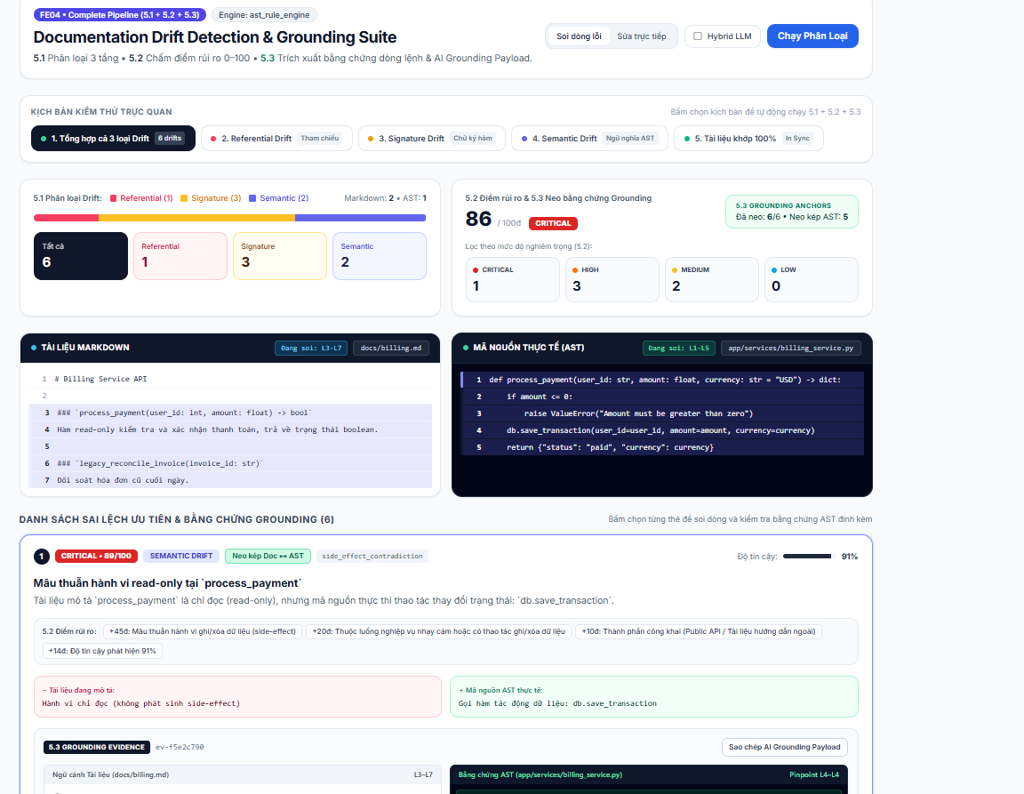 FE04 • Complete Pipeline (5.1 + 5.2 + 5.3) Engine: ast_rule_engine
Documentation Drift Detection & Grounding Suite
5.1 Phân loại 3 tầng • 5.2 Chấm điểm rủi ro 0–100 • 5.3 Trích xuất bằng chứng dòng lệnh & AI Grounding Payload.
Soi dòng lỗi Sửa trực tiếp Hybrid LLM Chạy Phân Loại
KỊCH BẢN KIỂM THỬ TRỰC QUAN Bấm chọn kịch bản để tự động chạy 5.1 + 5.2 + 5.3
1. Tổng hợp cả 3 loại Drift 6 drifts 2. Referential Drift Tham chiếu 3. Signature Drift Chữ ký hàm 4. Semantic Drift Ngữ nghĩa AST 5. Tài liệu khớp 100% In Sync
5.1 Phân loại Drift: Referential (1) Signature (3) Semantic (2) Markdown: 2 • AST: 1
Tất cả
6
Referential
1
Signature
3
Semantic
2
5.2 Điểm rủi ro & 5.3 Neo bằng chứng Grounding
86 / 100đ CRITICAL
5.3 GROUNDING ANCHORS
Đã neo: 6/6 • Neo kép AST: 5
Lọc theo mức độ nghiêm trọng (5.2):
CRITICAL
1
HIGH
3
MEDIUM
2
LOW
0
TÀI LIỆU MARKDOWN Đang soi: L3-L7 docs/billing.md
1 # Billing Service API
2
3 ### `process_payment(user_id: int, amount: float) -> bool`
4 Hàm read-only kiểm tra và xác nhận thanh toán, trả về trạng thái boolean.
5
6 ### `legacy_reconcile_invoice(invoice_id: str)`
7 Đối soát hóa đơn cũ cuối ngày.
MÃ NGUỒN THỰC TẾ (AST) Đang soi: L1-L5 app/services/billing_service.py
1 def process_payment(user_id: str, amount: float, currency: str = "USD") -> dict:
2 if amount <= 0:
3 raise ValueError("Amount must be greater than zero")
4 db.save_transaction(user_id=user_id, amount=amount, currency=currency)
5 return {"status": "paid", "currency": currency}
DANH SÁCH SAI LỆCH ƯU TIÊN & BẰNG CHỨNG GROUNDING (6) Bấm chọn từng thẻ để soi dòng và kiểm tra bằng chứng AST đính kèm
1 CRITICAL • 89/100 SEMANTIC DRIFT Neo kép Doc ↔ AST side_effect_contradiction Độ tin cậy: 91%
Mâu thuẫn hành vi read-only tại `process_payment`
Tài liệu mô tả `process_payment` là chỉ đọc (read-only), nhưng mã nguồn thực thi thao tác thay đổi trạng thái: `db.save_transaction`.
5.2 Điểm rủi ro: +45đ: Mâu thuẫn hành vi ghi/xóa dữ liệu (side-effect) +20đ: Thuộc luồng nghiệp vụ nhạy cảm hoặc có thao tác ghi/xóa dữ liệu +10đ: Thành phần công khai (Public API / Tài liệu hướng dẫn ngoài)
+14đ: Độ tin cậy phát hiện 91%
− Tài liệu đang mô tả:
Hành vi chỉ đọc (không phát sinh side-effect)
+ Mã nguồn AST thực tế:
Gọi hàm tác động dữ liệu: db.save_transaction
5.3 GROUNDING EVIDENCE ev-f5e2c790 Sao chép AI Grounding Payload
Ngữ cảnh Tài liệu (docs/billing.md) L3–L7
Bằng chứng AST (app/services/billing_service.py) Pinpoint L4–L4